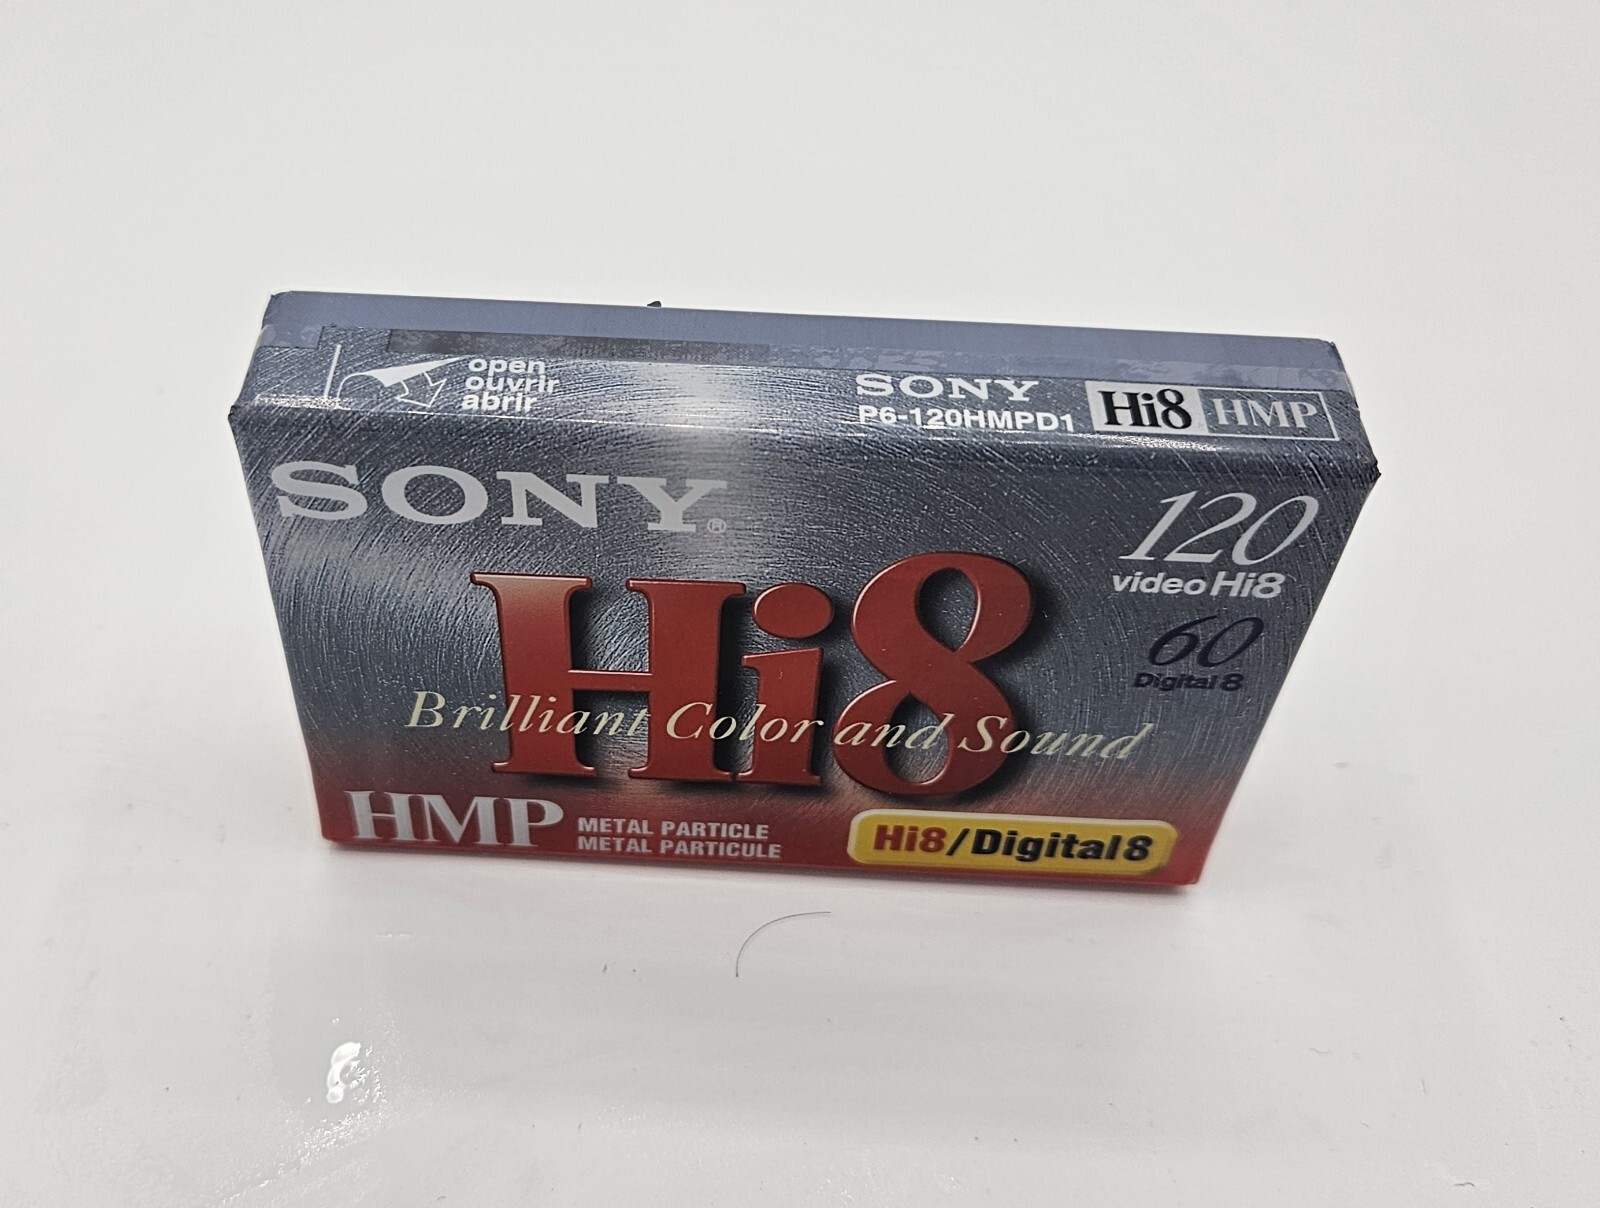 open
ouvrir
abrir
SONY
P6-120HMPD1
Hi8 HMP
SONY®
120
video Hi8
60
Digital 8
Hi8
Brilliant Color and Sound
HMP
METAL PARTICLE
METAL PARTICULE
Hi8/Digital8